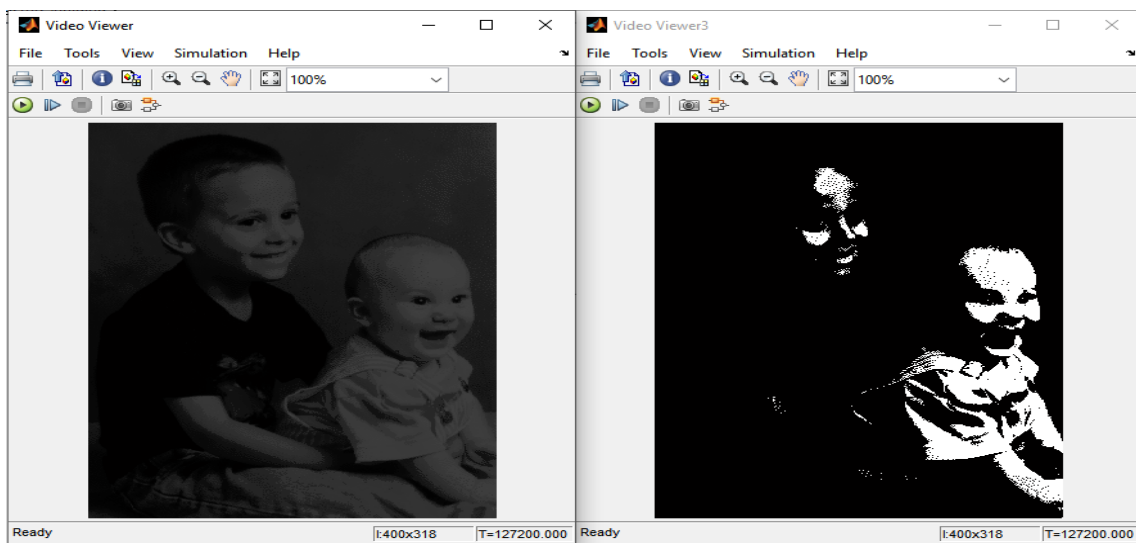 Video Viewer
File Tools View Simulation Help
100%
Ready I:400x318 T=127200.000
Video Viewer3
File Tools View Simulation Help
100%
Ready I:400x318 T=127200.000